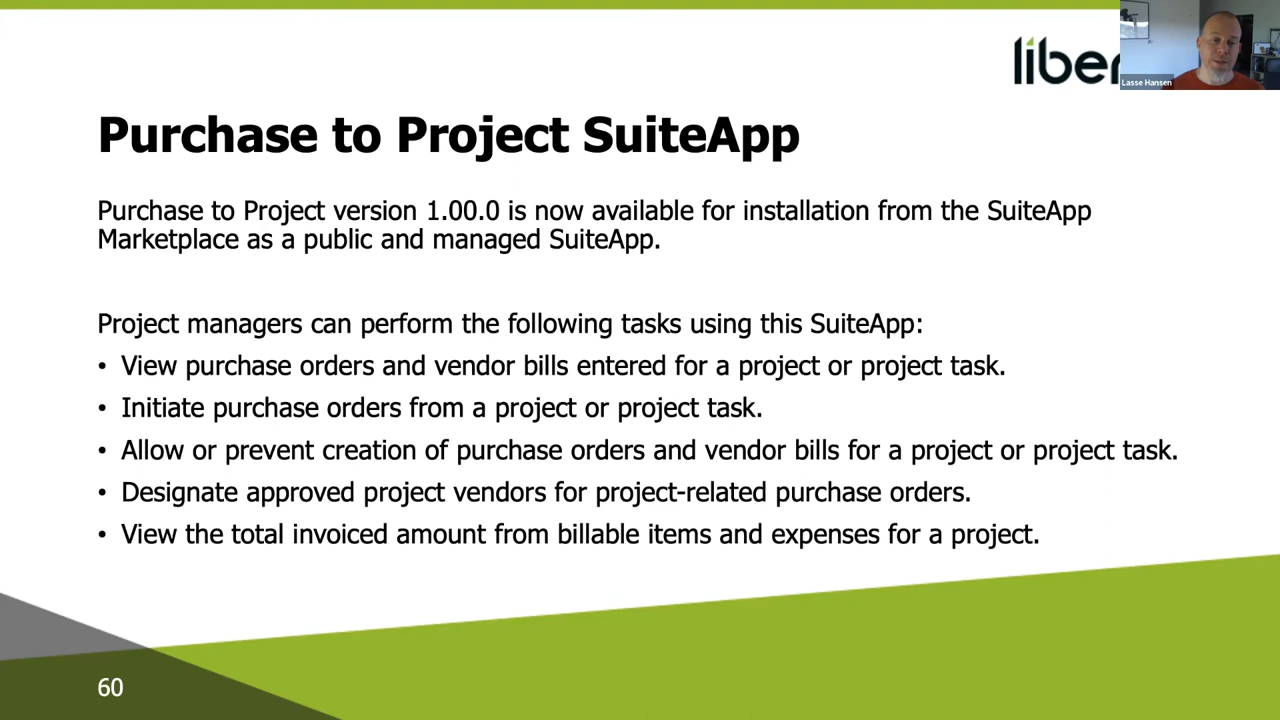 liber
Lasse Hansen
Purchase to Project SuiteApp
Purchase to Project version 1.00.0 is now available for installation from the SuiteApp
Marketplace as a public and managed SuiteApp.
Project managers can perform the following tasks using this SuiteApp:
• View purchase orders and vendor bills entered for a project or project task.
• Initiate purchase orders from a project or project task.
• Allow or prevent creation of purchase orders and vendor bills for a project or project task.
• Designate approved project vendors for project-related purchase orders.
• View the total invoiced amount from billable items and expenses for a project.
60